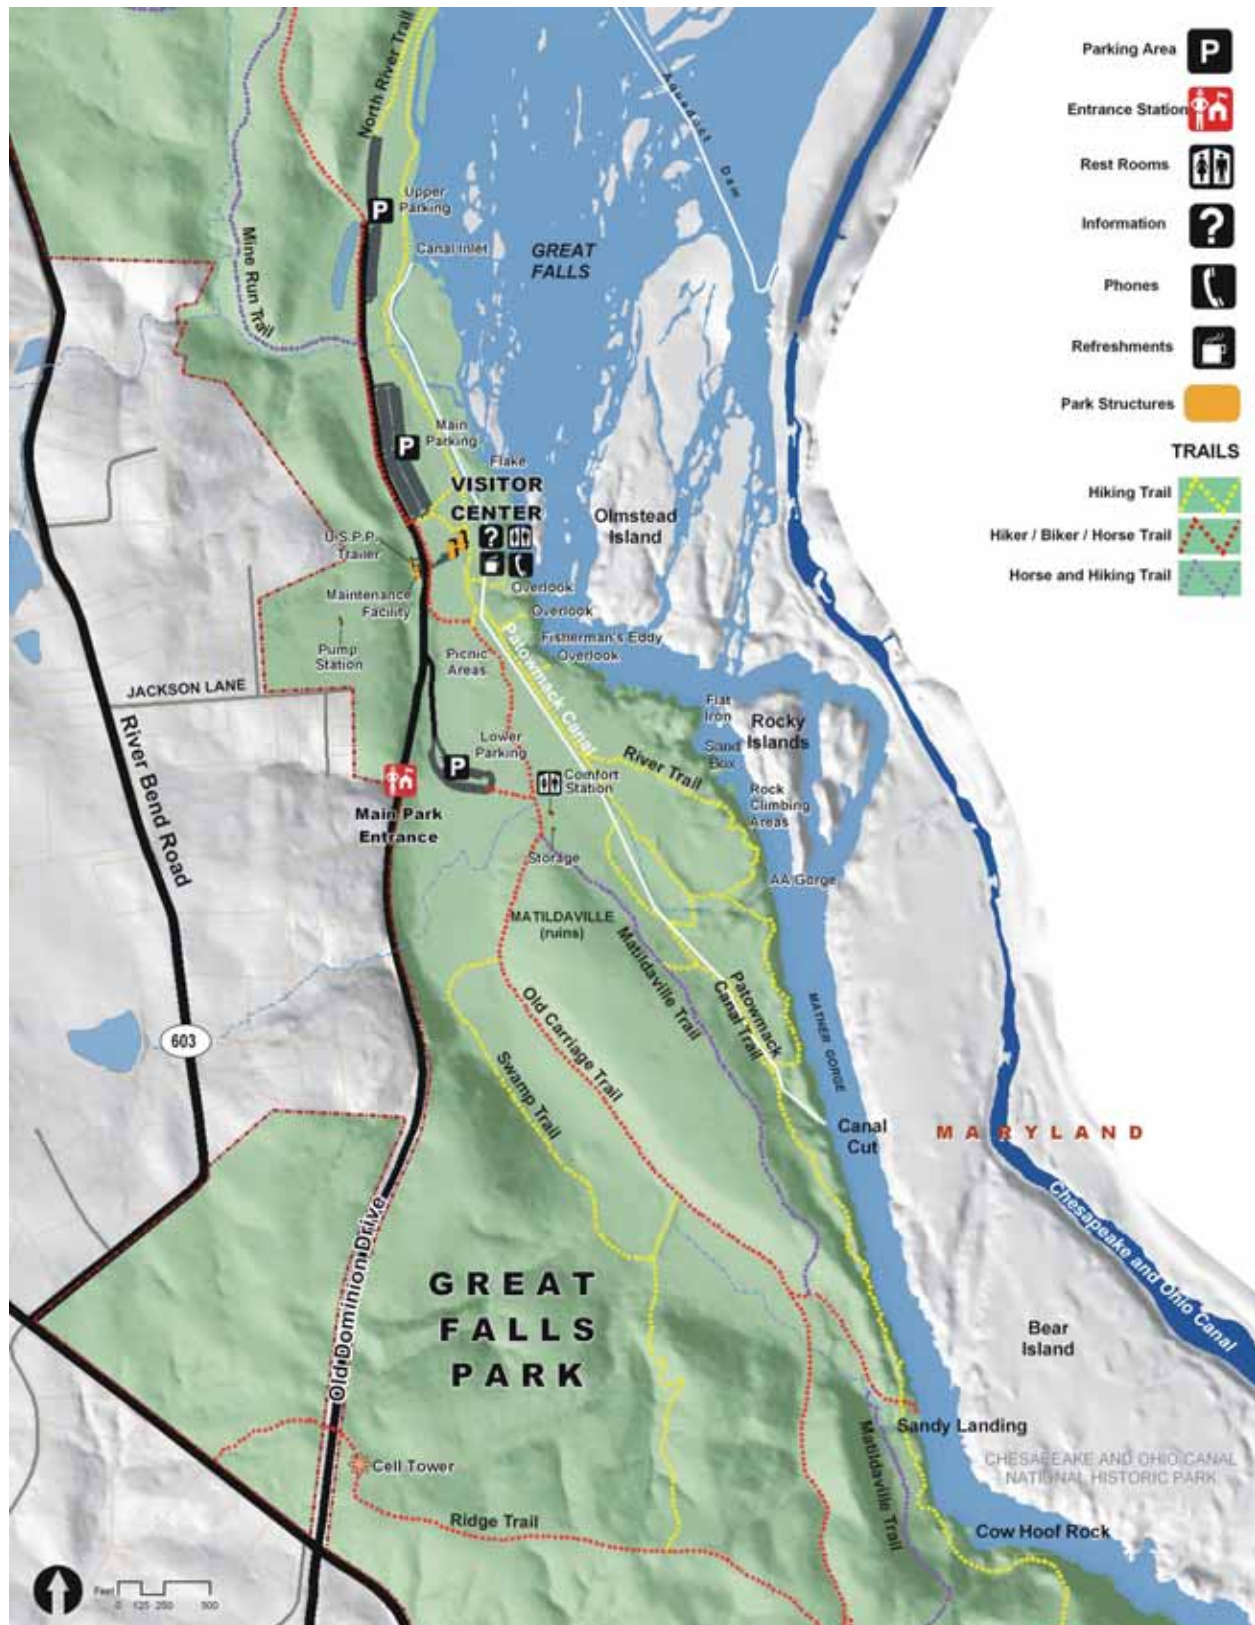 North River Trail
Aqueduct Dam
Parking Area
P
Entrance Station
Rest Rooms
Information
?
Phones
Refreshments
Park Structures
TRAILS
Hiking Trail
Hiker / Biker / Horse Trail
Horse and Hiking Trail
P
Upper
Parking
Canal Inlet
GREAT
FALLS
Mine Run Trail
P
Main
Parking
Flake
VISITOR
CENTER
?
Olmstead
Island
U.S.P.P.
Trailer
Overlook
Maintenance
Facility
Overlook
Fisherman's Eddy
Overlook
Pump
Station
Picnic
Areas
Patowmack Canal
JACKSON LANE
Flat
Iron
Rocky
Islands
Sand
Box
River Bend Road
Lower
Parking
P
River Trail
Comfort
Station
Rock
Climbing
Areas
Main Park
Entrance
Storage
AA Gorge
MATILDAVILLE
(ruins)
Matildaville Trail
Patowmack
Canal Trail
MATHER GORGE
Old Carriage Trail
603
Swamp Trail
Canal
Cut
MARYLAND
Chesapeake and Ohio Canal
Old Dominion Drive
GREAT
FALLS
PARK
Bear
Island
Sandy Landing
Matildaville Trail
CHESAPEAKE AND OHIO CANAL
NATIONAL HISTORIC PARK
Cell Tower
Ridge Trail
Cow Hoof Rock
Feet
0 125 250 500